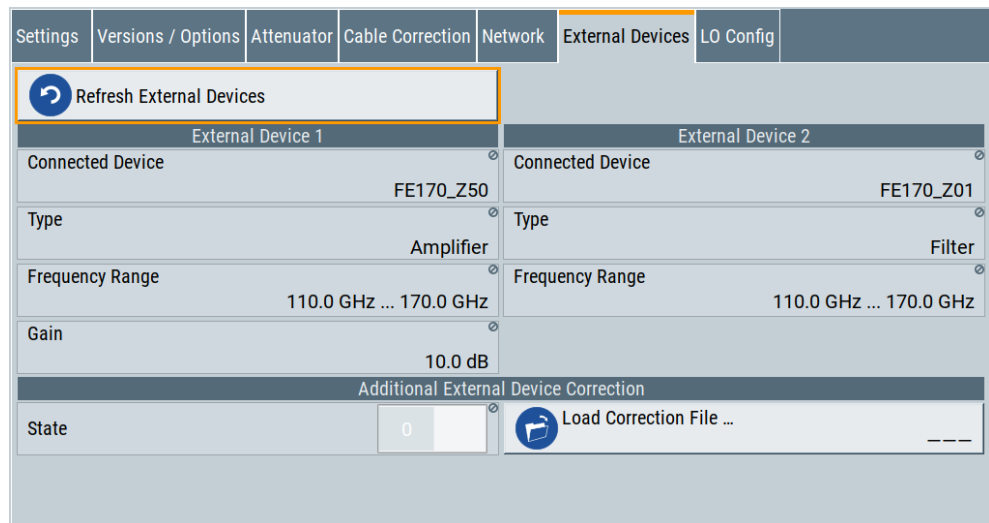 Settings Versions / Options Attenuator Cable Correction Network External Devices LO Config
Refresh External Devices
External Device 1
External Device 2
Connected Device
FE170_Z50
Connected Device
FE170_Z01
Type
Amplifier
Type
Filter
Frequency Range
110.0 GHz ... 170.0 GHz
Frequency Range
110.0 GHz ... 170.0 GHz
Gain
10.0 dB
Additional External Device Correction
State
0
Load Correction File ...
___